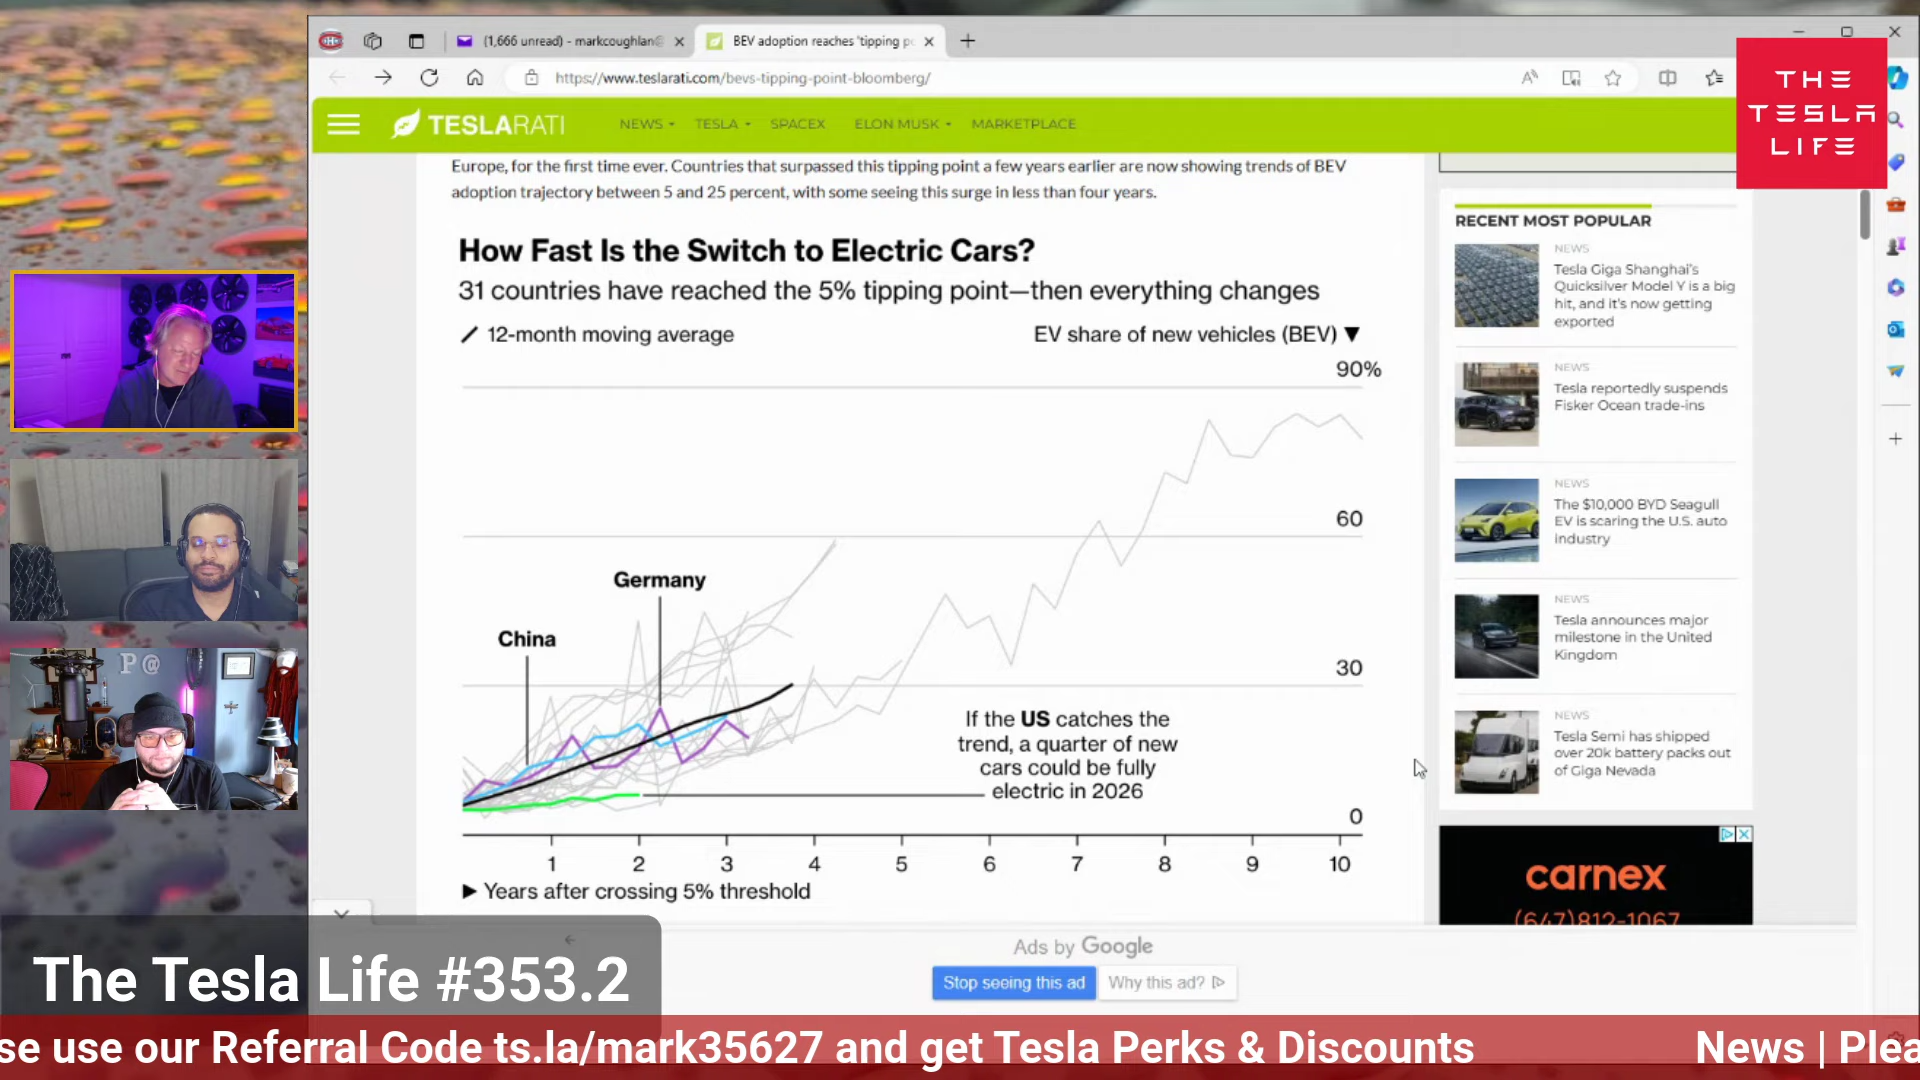 (1,666 unread) - markcoughlan@
BEV adoption reaches 'tipping p
https://www.teslarati.com/bevs-tipping-point-bloomberg/
THE
TESLA
LIFE
TESLARATI
NEWS
TESLA
SPACEX
ELON MUSK
MARKETPLACE
Europe, for the first time ever. Countries that surpassed this tipping point a few years earlier are now showing trends of BEV
adoption trajectory between 5 and 25 percent, with some seeing this surge in less than four years.
How Fast Is the Switch to Electric Cars?
31 countries have reached the 5% tipping point—then everything changes
12-month moving average
EV share of new vehicles (BEV) ▼
90%
60
30
0
Germany
China
If the US catches the
trend, a quarter of new
cars could be fully
electric in 2026
1 2 3 4 5 6 7 8 9 10
▶ Years after crossing 5% threshold
RECENT MOST POPULAR
NEWS
Tesla Giga Shanghai's
Quicksilver Model Y is a big
hit, and it's now getting
exported
NEWS
Tesla reportedly suspends
Fisker Ocean trade-ins
NEWS
The $10,000 BYD Seagull
EV is scaring the U.S. auto
industry
NEWS
Tesla announces major
milestone in the United
Kingdom
NEWS
Tesla Semi has shipped
over 20k battery packs out
of Giga Nevada
carnex
(647)812-1067
P@
Ads by Google
Stop seeing this ad
Why this ad?
The Tesla Life #353.2
se use our Referral Code ts.la/mark35627 and get Tesla Perks & Discounts
News | Plea